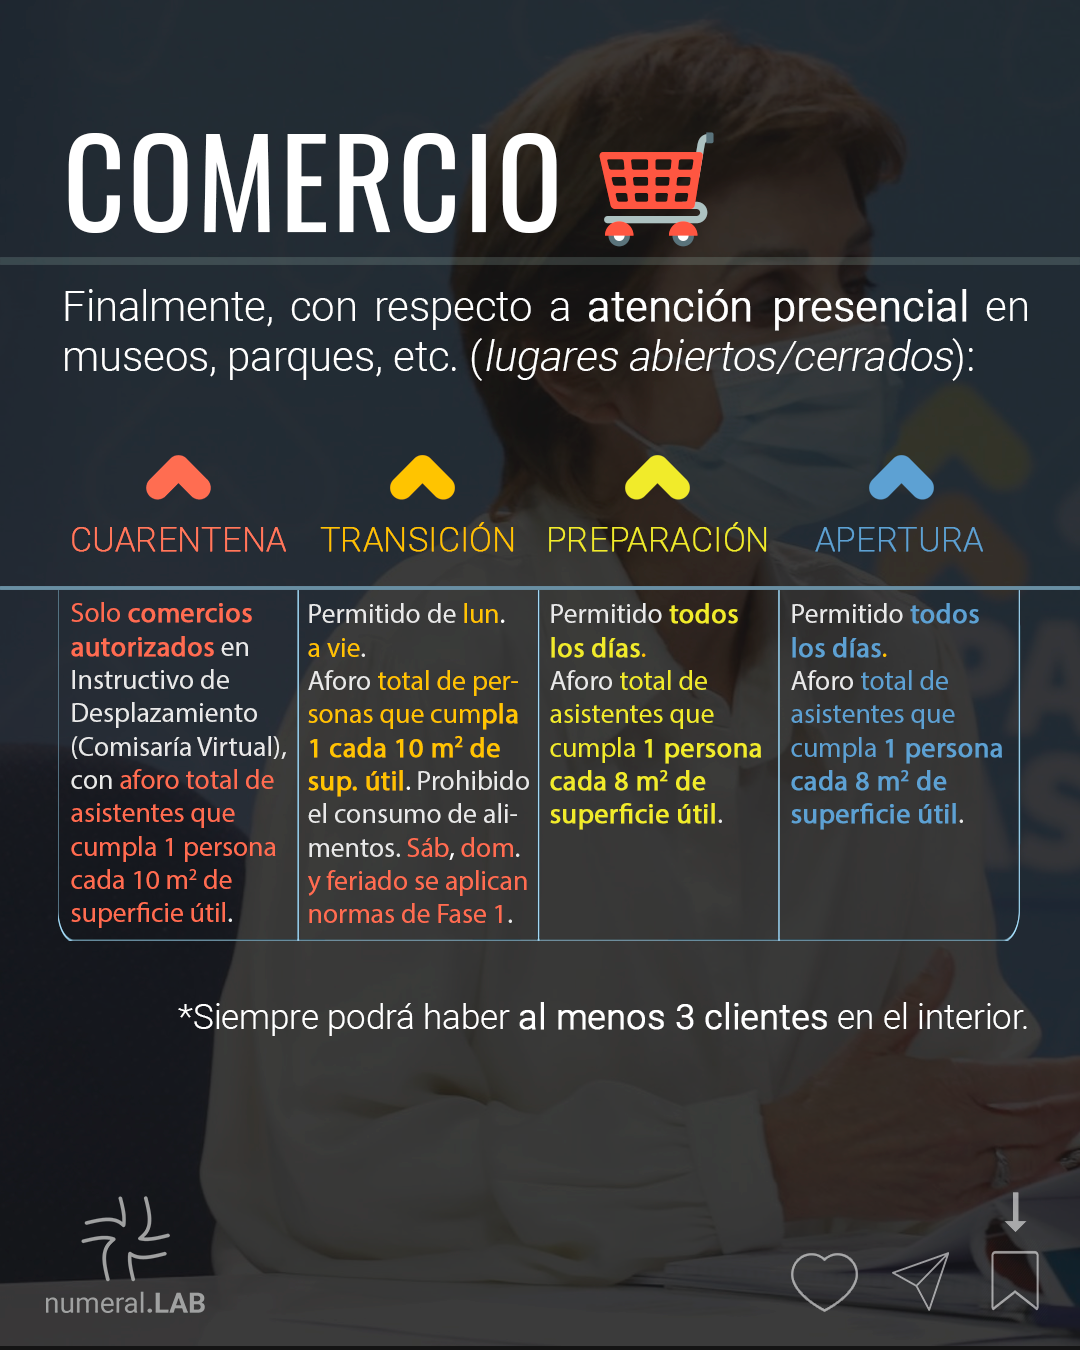 COMERCIO
Finalmente, con respecto a atención presencial en
museos, parques, etc. (lugares abiertos/cerrados):
CUARENTENA
Solo comercios
autorizados en
Instructivo de
Desplazamiento
(Comisaría Virtual),
con aforo total de
asistentes que
cumpla 1 persona
cada 10 m² de
superficie útil.
TRANSICIÓN
Permitido de lun.
a vie.
Aforo total de per-
sonas que cumpla
1 cada 10 m² de
sup. útil. Prohibido
el consumo de ali-
mentos. Sáb, dom.
y feriado se aplican
normas de Fase 1.
PREPARACIÓN
Permitido todos
los días.
Aforo total de
asistentes que
cumpla 1 persona
cada 8 m² de
superficie útil.
APERTURA
Permitido todos
los días.
Aforo total de
asistentes que
cumpla 1 persona
cada 8 m² de
superficie útil.
*Siempre podrá haber al menos 3 clientes en el interior.
numeral.LAB